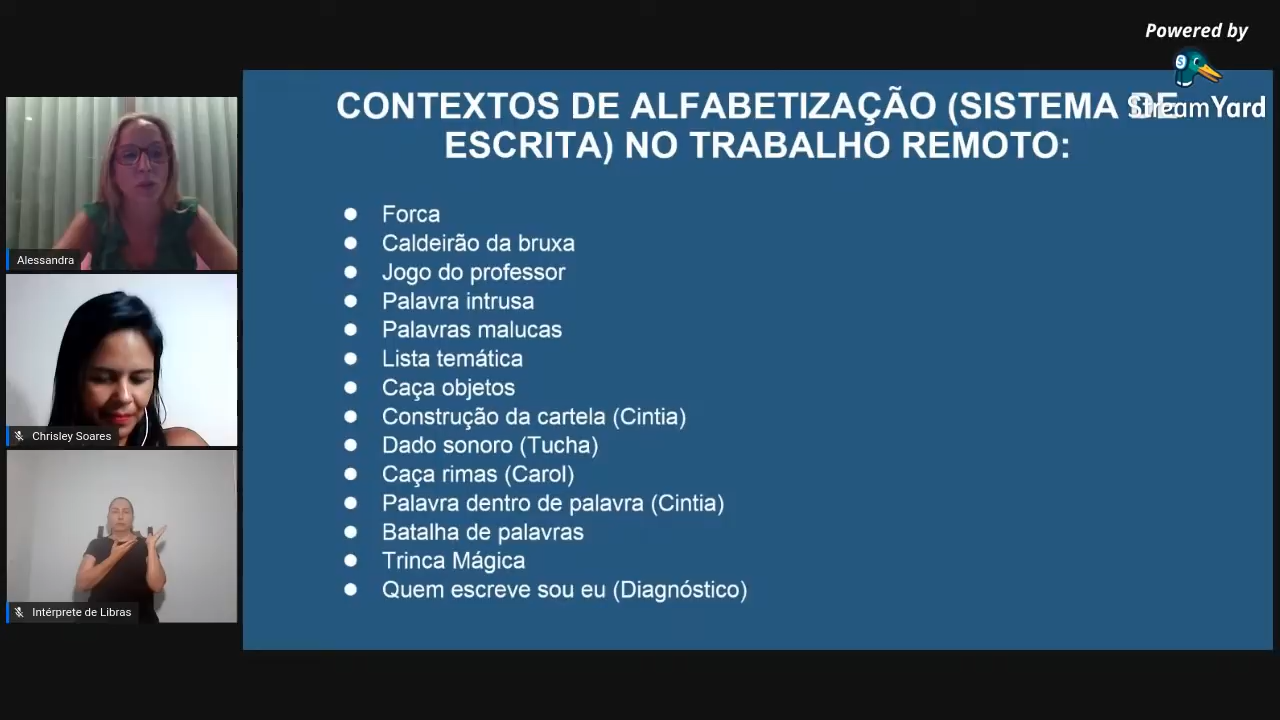 Powered by
StreamYard
CONTEXTOS DE ALFABETIZAÇÃO (SISTEMA DE
ESCRITA) NO TRABALHO REMOTO:
● Forca
● Caldeirão da bruxa
● Jogo do professor
● Palavra intrusa
● Palavras malucas
● Lista temática
● Caça objetos
● Construção da cartela (Cintia)
● Dado sonoro (Tucha)
● Caça rimas (Carol)
● Palavra dentro de palavra (Cintia)
● Batalha de palavras
● Trinca Mágica
● Quem escreve sou eu (Diagnóstico)
Alessandra
Chrisley Soares
Intérprete de Libras